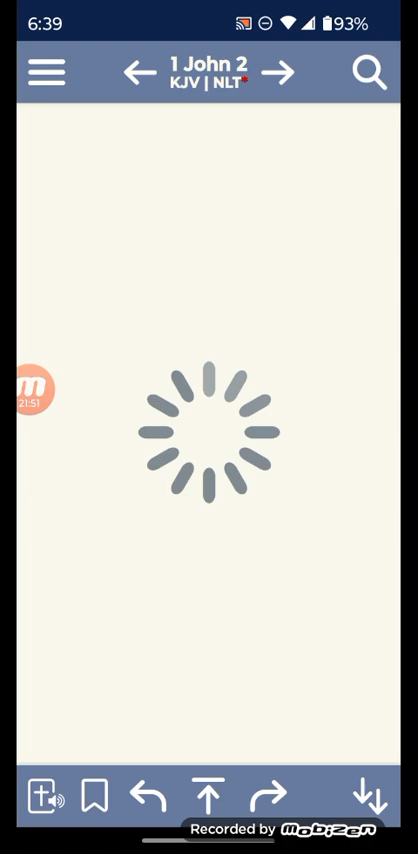 6:39
93%
1 John 2
KJV | NLT*
m
21:51
Recorded by MOBIZEN